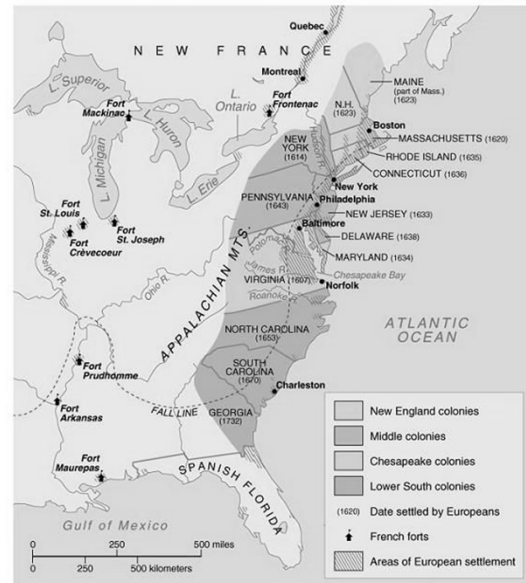 Quebec
NEW FRANCE
Montreal
L. Superior
Fort
Mackinac
L.
Ontario
Fort
Frontenac
L. Huron
L. Michigan
L. Erie
MAINE
(part of Mass.)
(1623)
N.H.
(1623)
Boston
MASSACHUSETTS (1620)
RHODE ISLAND (1635)
CONNECTICUT (1636)
Hudson R.
NEW
YORK
(1614)
New York
PENNSYLVANIA
(1643)
Philadelphia
NEW JERSEY (1633)
Baltimore
DELAWARE (1638)
MARYLAND (1634)
Chesapeake Bay
Fort
St. Louis
Fort
Crèvecoeur
Fort
St. Joseph
Mississippi R.
Ohio R.
APPALACHIAN MTS.
Potomac R.
James R.
VIRGINIA (1607)
Roanoke R.
Norfolk
NORTH CAROLINA
(1653)
ATLANTIC
OCEAN
SOUTH
CAROLINA
(1670)
Charleston
Fort
Prudhomme
Fort
Arkansas
FALL LINE
GEORGIA
(1732)
Fort
Maurepas
SPANISH FLORIDA
Gulf of Mexico
0 250 500 miles
0 250 500 kilometers
New England colonies
Middle colonies
Chesapeake colonies
Lower South colonies
(1620) Date settled by Europeans
French forts
Areas of European settlement